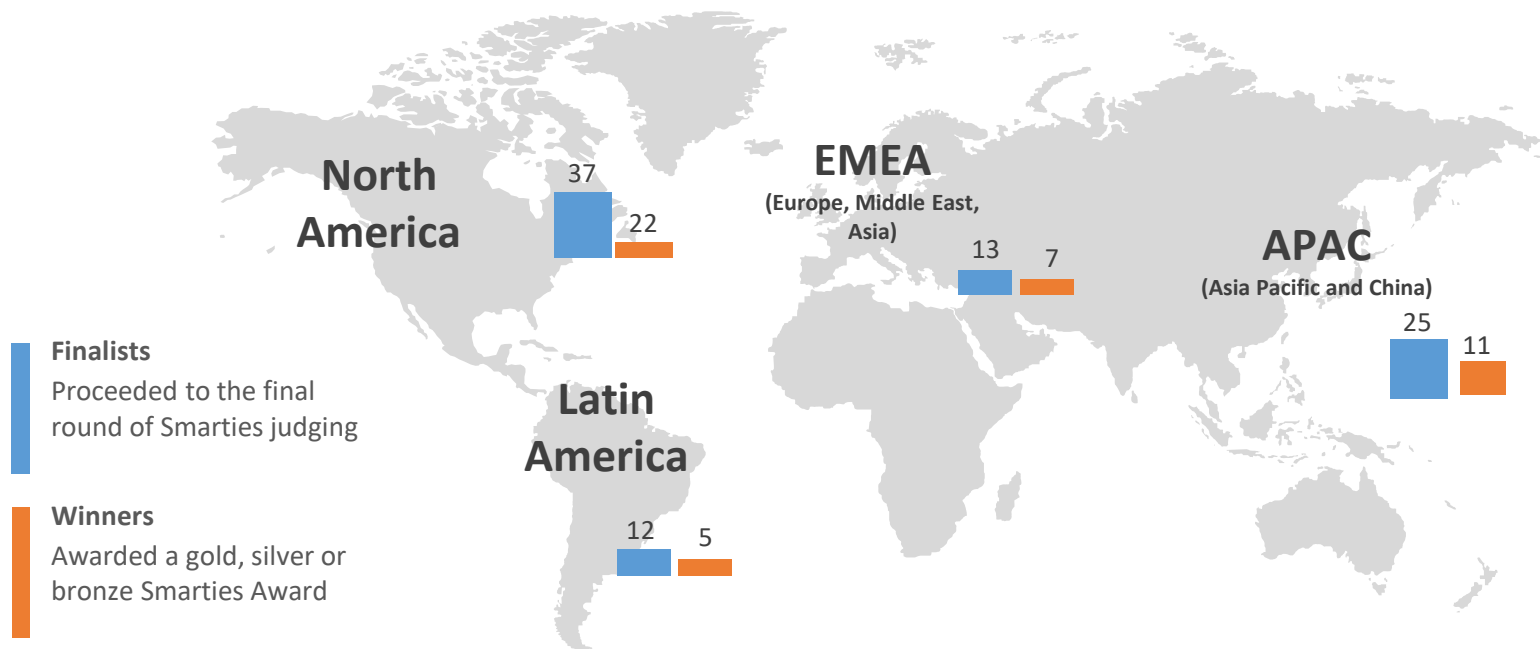 North
America
37
22
EMEA
(Europe, Middle East,
Asia)
13
7
APAC
(Asia Pacific and China)
25
11
Finalists
Proceeded to the final
round of Smarties judging
Latin
America
12
5
Winners
Awarded a gold, silver or
bronze Smarties Award